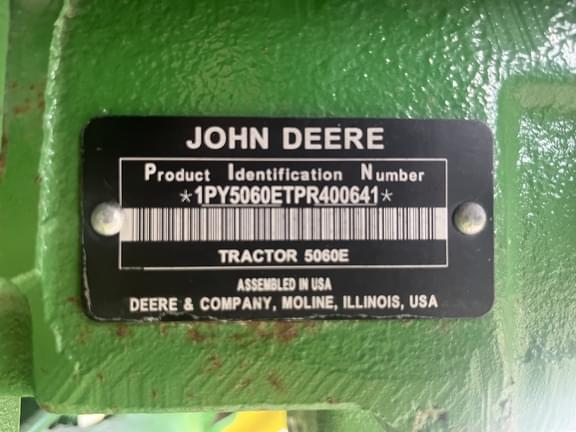 JOHN DEERE
Product Identification Number
*1PY5060ETPR400641*
TRACTOR 5060E
ASSEMBLED IN USA
DEERE & COMPANY, MOLINE, ILLINOIS, USA